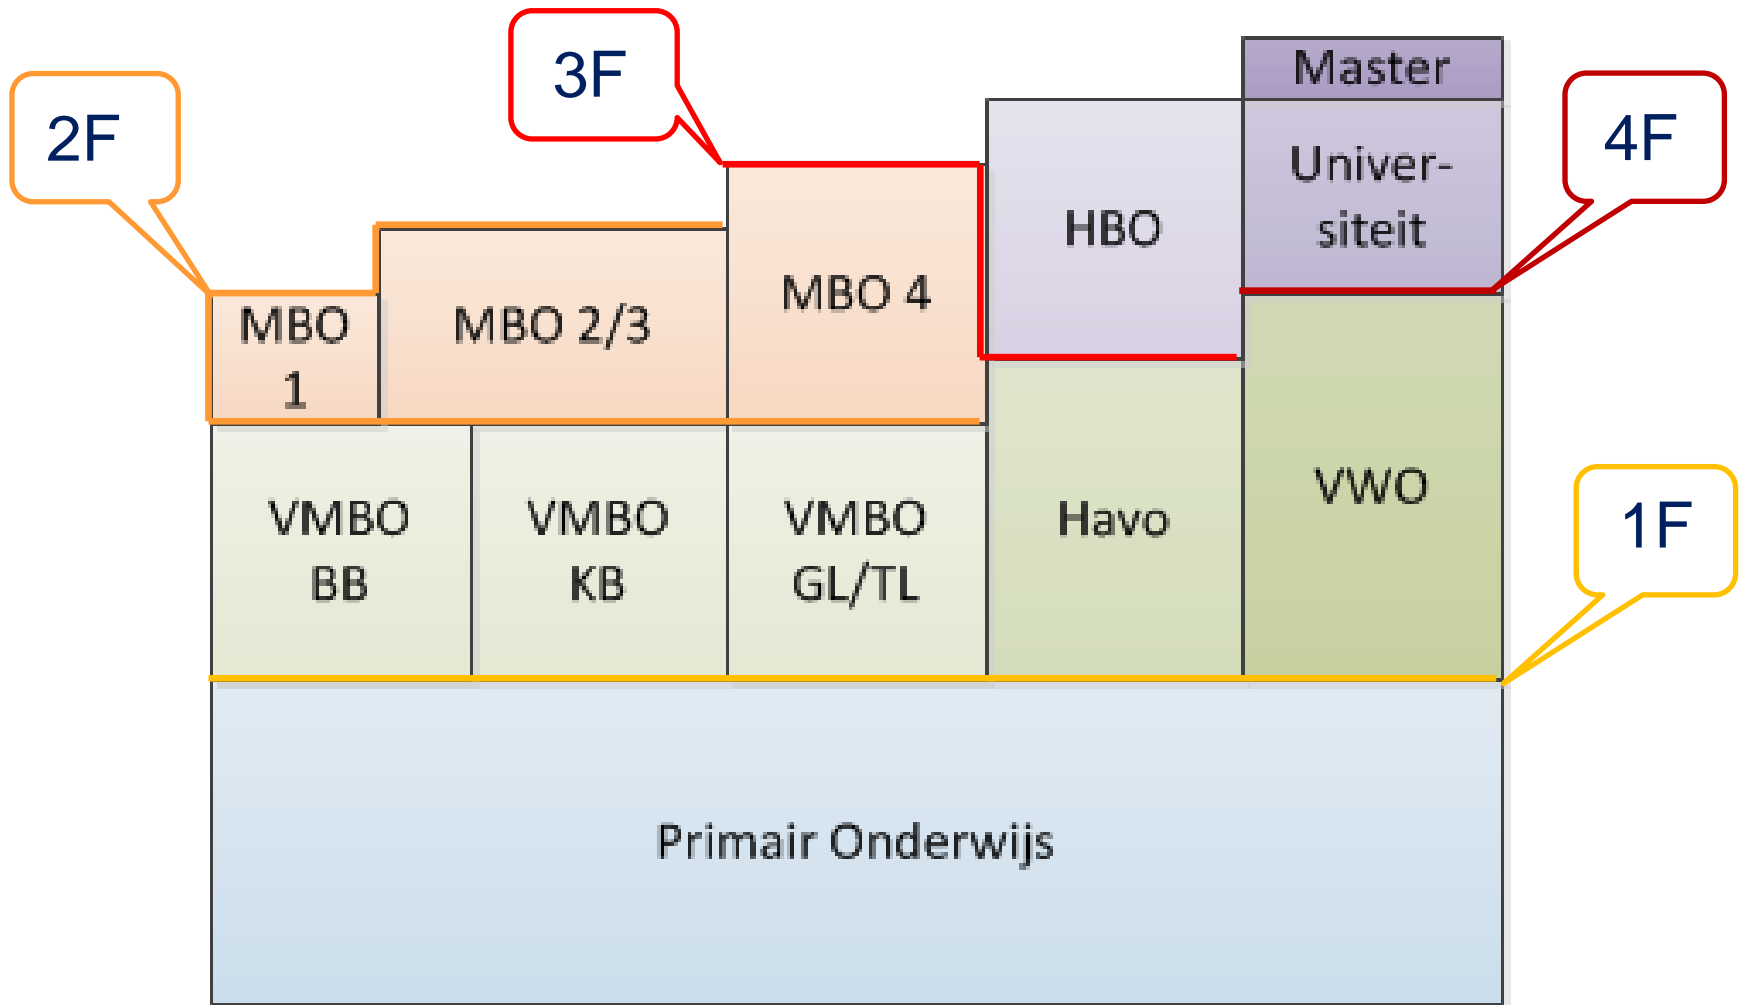 3F
Master
2F
4F
Univer-
siteit
HBO
MBO 4
MBO
1
MBO 2/3
VWO
VMBO
BB
VMBO
KB
VMBO
GL/TL
Havo
1F
Primair Onderwijs